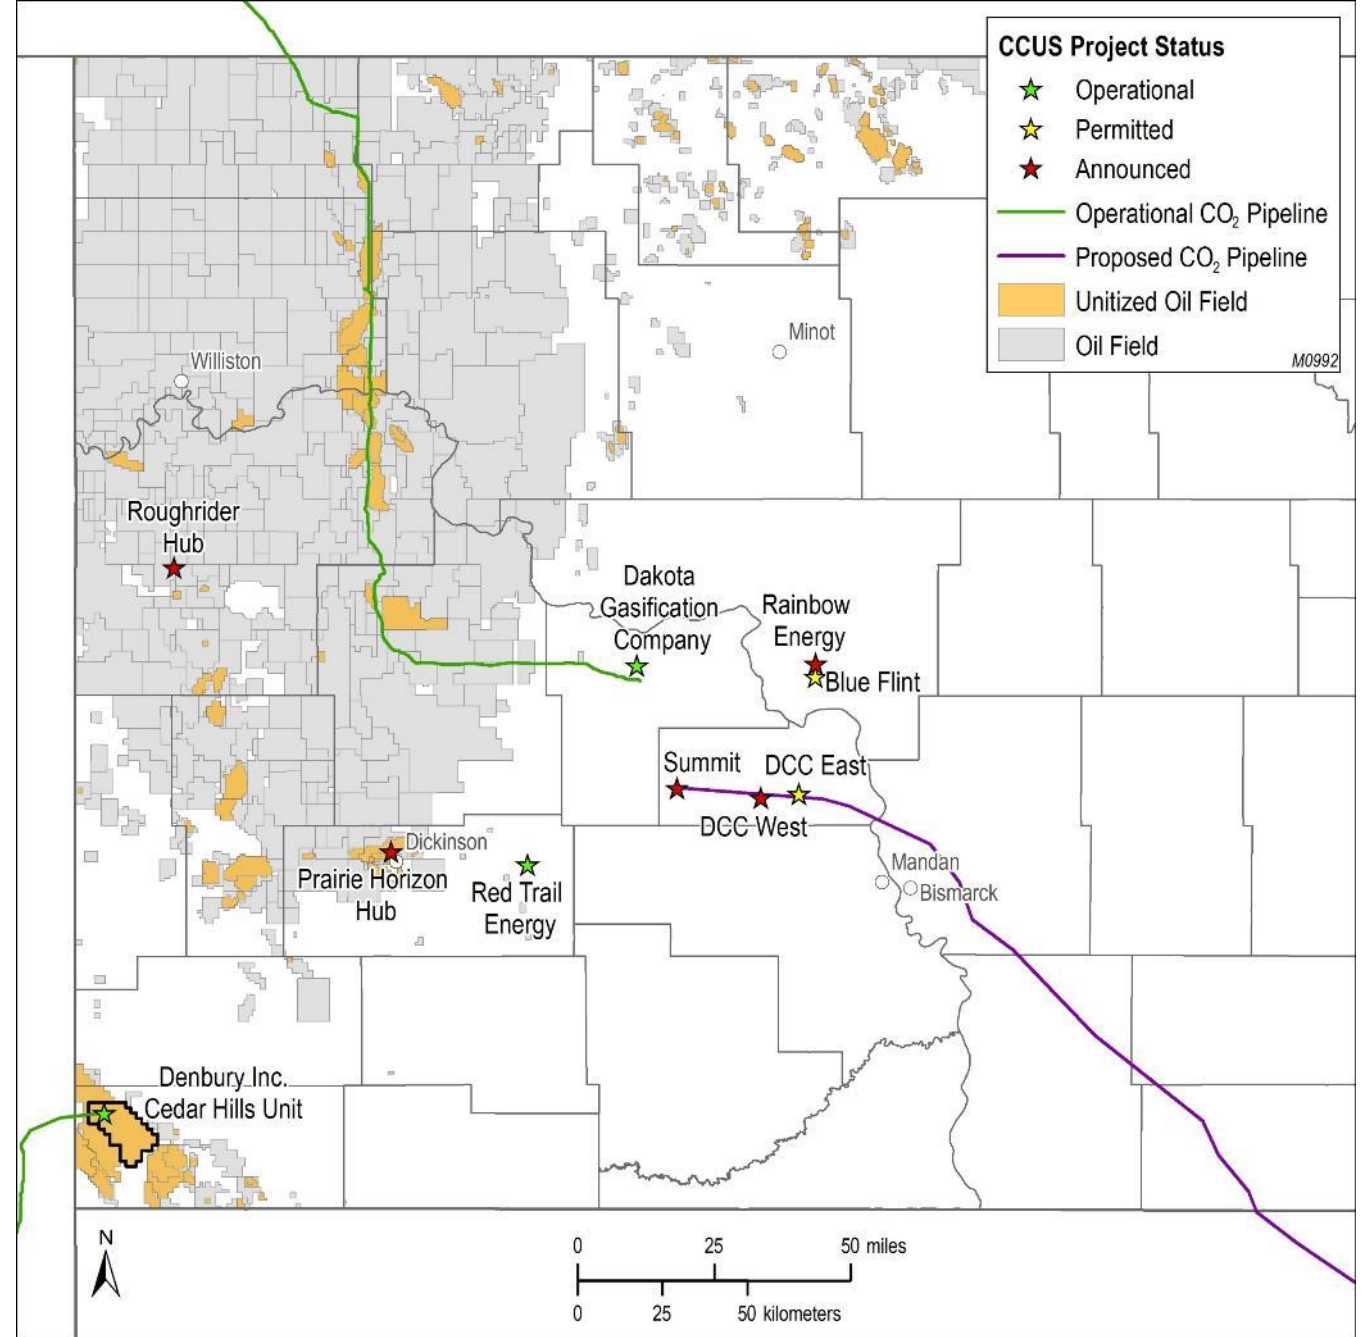 CCUS Project Status
Operational
Permitted
Announced
Operational CO₂ Pipeline
Proposed CO₂ Pipeline
Unitized Oil Field
Oil Field
M0992
Minot
Williston
Roughrider
Hub
Dakota
Gasification
Company
Rainbow
Energy
Blue Flint
Summit
DCC East
DCC West
Dickinson
Prairie Horizon
Hub
Red Trail
Energy
Mandan
Bismarck
Denbury Inc.
Cedar Hills Unit
N
0 25 50 miles
0 25 50 kilometers